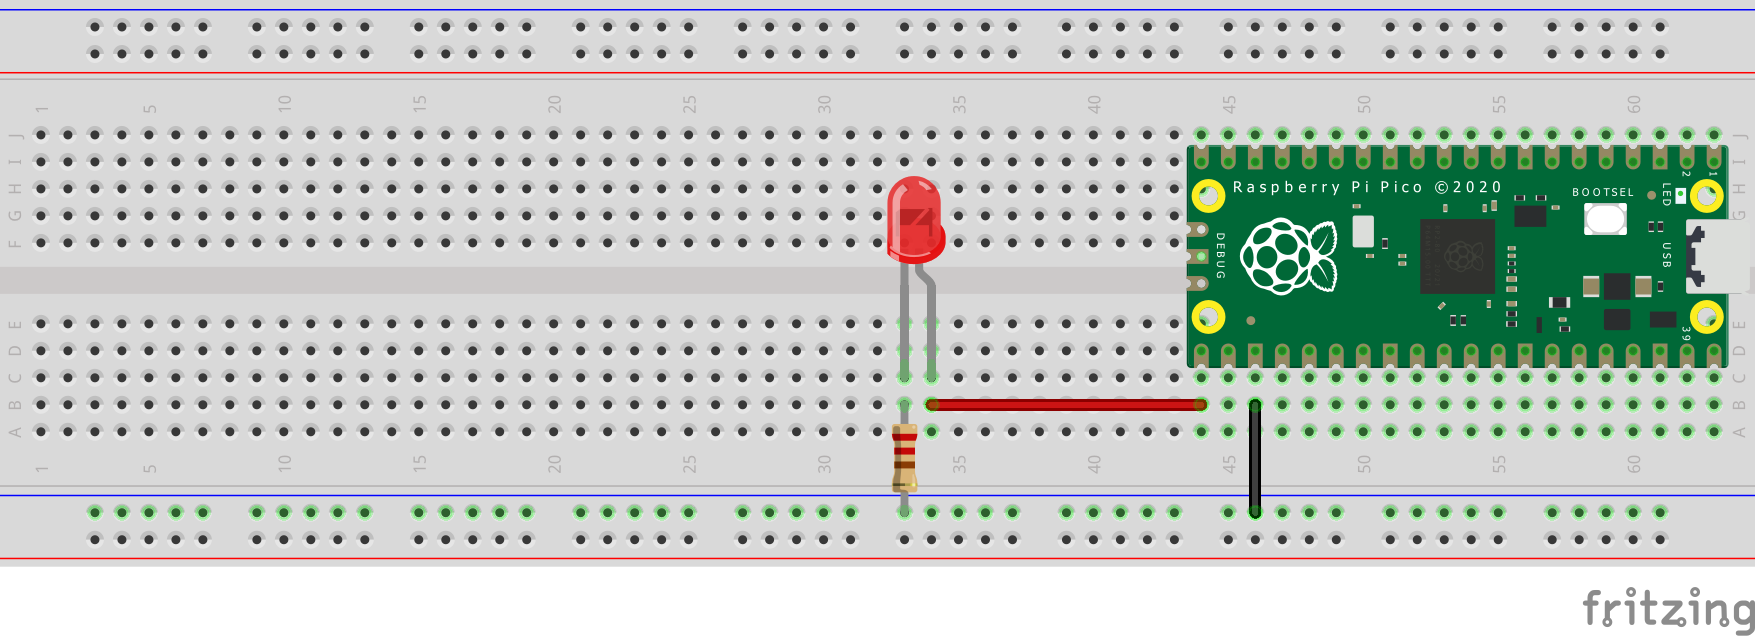 1 5 10 15 20 25 30 35 40 45 50 55 60
J J
I I
H H
G G
F
E E
D D
C C
B B
A A
Raspberry Pi Pico ©2020
BOOTSEL
LED
2
1
DEBUG
USB
39
1 5 10 15 20 25 30 35 40 45 50 55 60
fritzing